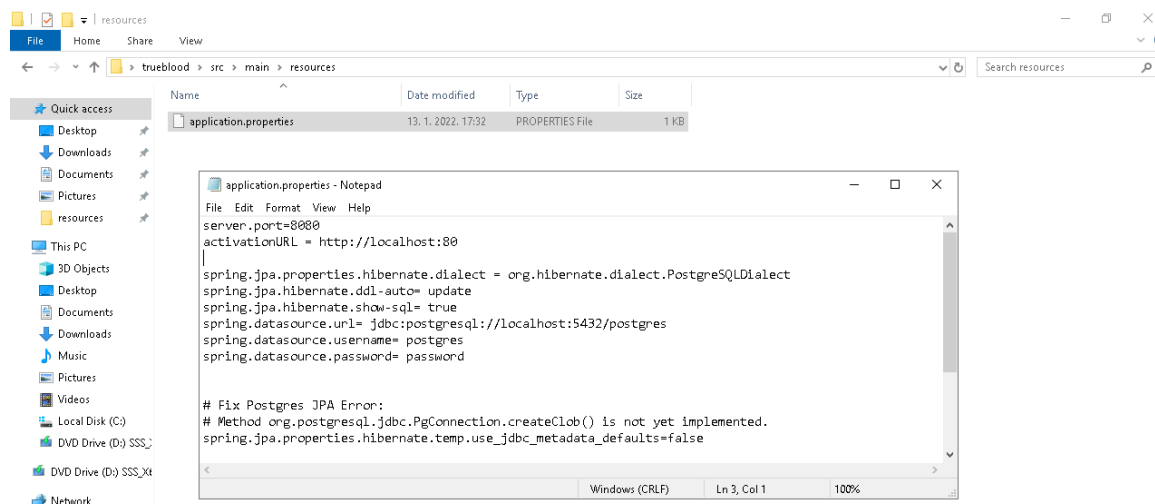 resources
File Home Share View
trueblood > src > main > resources
Search resources
Name Date modified Type Size
Quick access
application.properties 13. 1. 2022. 17:32 PROPERTIES File 1 KB
Desktop
Downloads
Documents
Pictures
resources
This PC
3D Objects
Desktop
Documents
Downloads
Music
Pictures
Videos
Local Disk (C:)
DVD Drive (D:) SSS_
DVD Drive (D:) SSS_Xt
Network
application.properties - Notepad
File Edit Format View Help
server.port=8080
activationURL = http://localhost:80
spring.jpa.properties.hibernate.dialect = org.hibernate.dialect.PostgreSQLDialect
spring.jpa.hibernate.ddl-auto= update
spring.jpa.hibernate.show-sql= true
spring.datasource.url= jdbc:postgresql://localhost:5432/postgres
spring.datasource.username= postgres
spring.datasource.password= password
# Fix Postgres JPA Error:
# Method org.postgresql.jdbc.PgConnection.createClob() is not yet implemented.
spring.jpa.properties.hibernate.temp.use_jdbc_metadata_defaults=false
Windows (CRLF) Ln 3, Col 1 100%